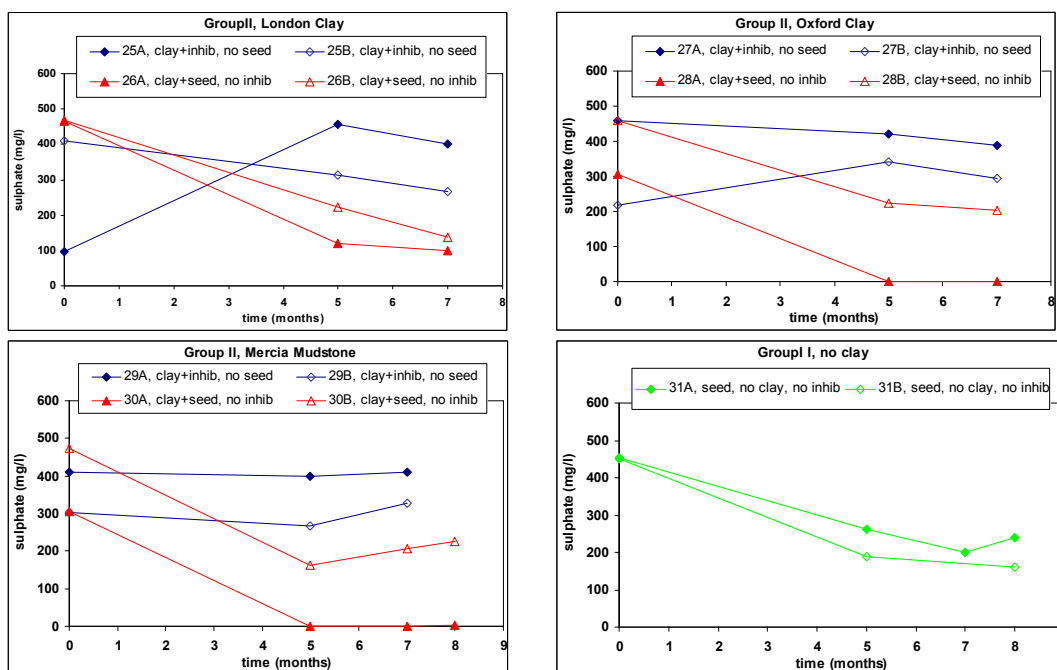 GroupII, London Clay
25A, clay+inhib, no seed 25B, clay+inhib, no seed
26A, clay+seed, no inhib 26B, clay+seed, no inhib
600
500
400
300
200
100
0
sulphate (mg/l)
0 1 2 3 4 5 6 7 8
time (months)
Group II, Oxford Clay
27A, clay+inhib, no seed 27B, clay+inhib, no seed
28A, clay+seed, no inhib 28B, clay+seed, no inhib
600
500
400
300
200
100
0
sulphate (mg/l)
0 1 2 3 4 5 6 7 8
time (months)
Group II, Mercia Mudstone
29A, clay+inhib, no seed 29B, clay+inhib, no seed
30A, clay+seed, no inhib 30B, clay+seed, no inhib
600
500
400
300
200
100
0
sulphate (mg/l)
0 1 2 3 4 5 6 7 8 9
time (months)
GroupI I, no clay
31A, seed, no clay, no inhib 31B, seed, no clay, no inhib
600
500
400
300
200
100
0
sulphate (mg/l)
0 1 2 3 4 5 6 7 8
time (months)